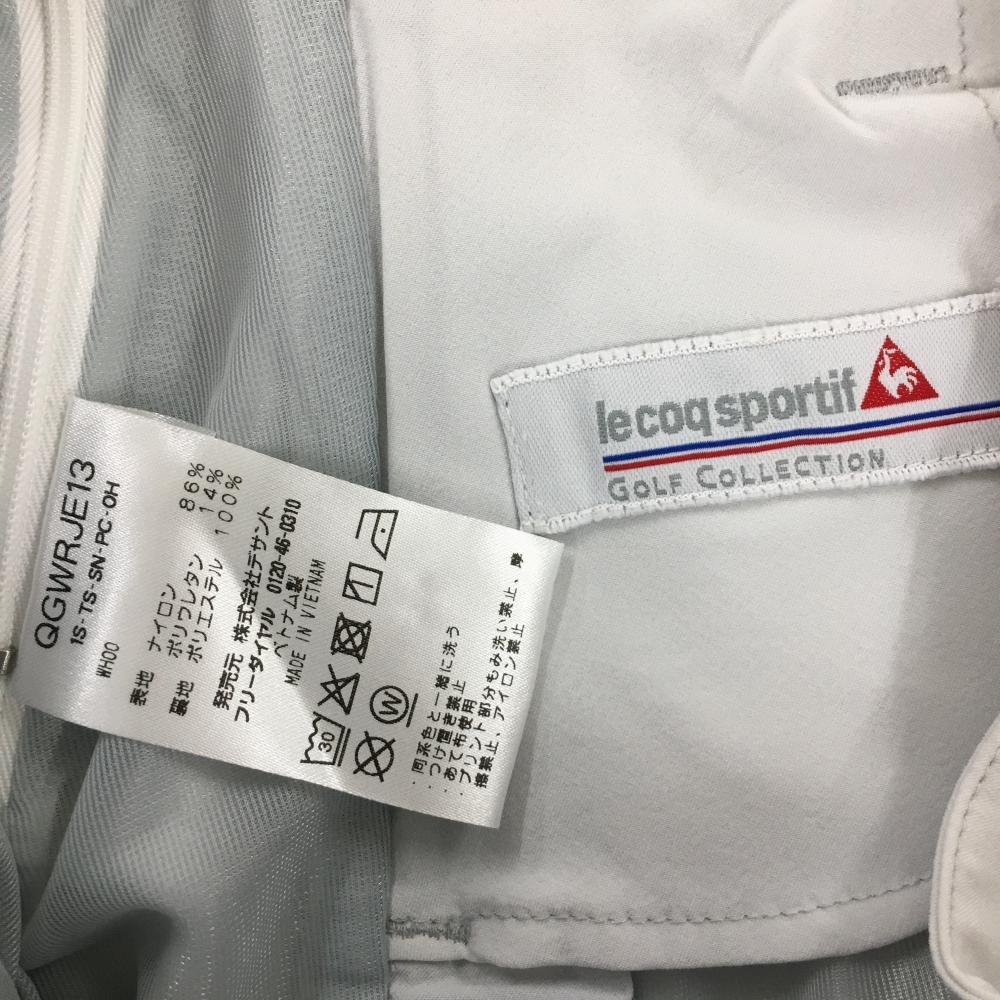 QGWRJE13
1S-TS-SN-PC-OH
WH00
表地 ナイロン 86%
ポリウレタン 14%
裏地 ポリエステル 100%
発売元 株式会社デサント
フリーダイヤル 0120-46-0310
ベトナム製
MADE IN VIETNAM
30
W
・同系色と一緒に洗う
・つけ置き禁止
・あて布使用
・プリント部分もみ洗い禁止、摩
擦禁止、アイロン禁止
le coq sportif
GOLF COLLECTION